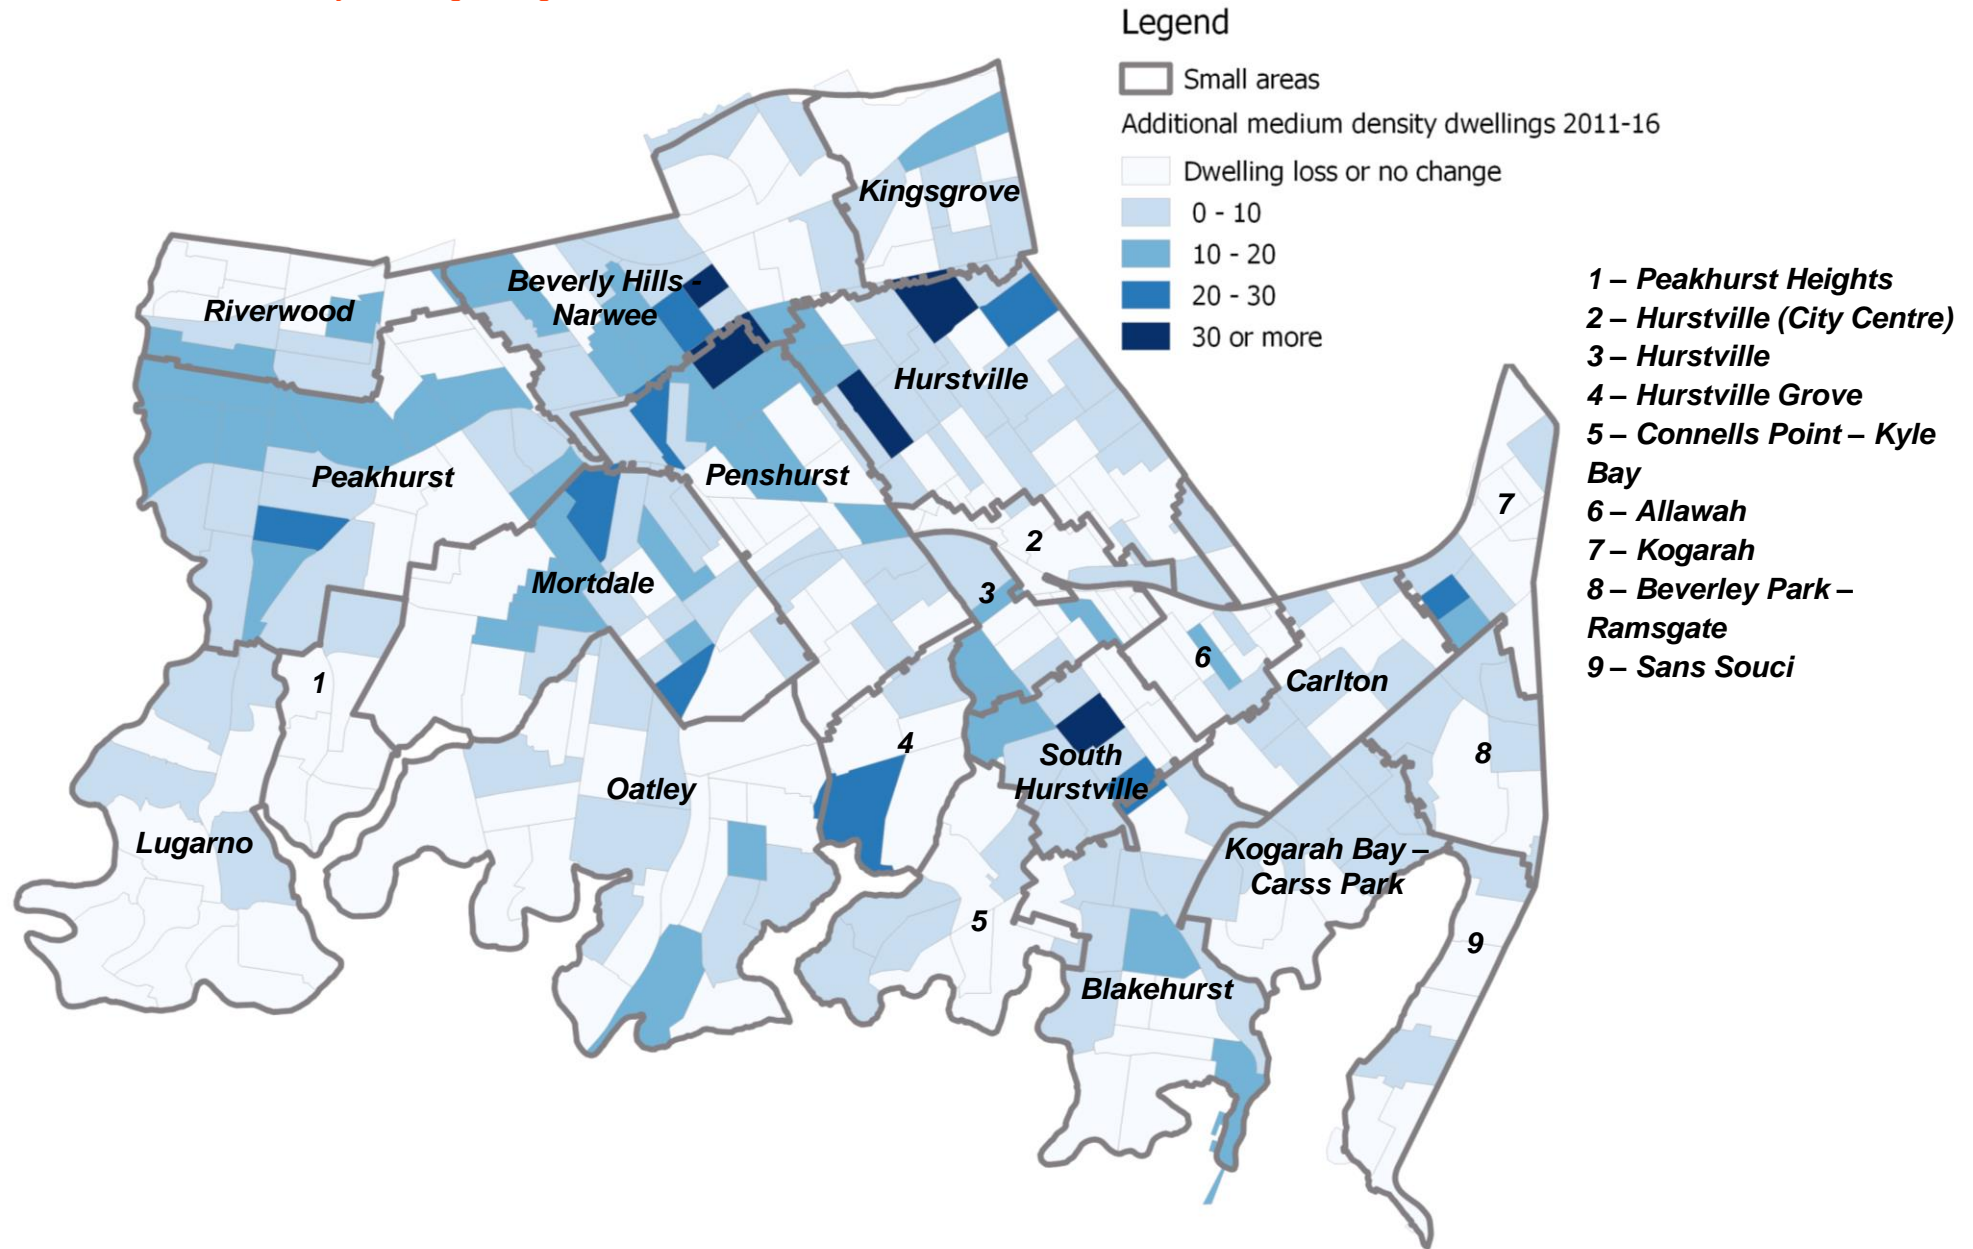 Legend
Small areas
Additional medium density dwellings 2011-16
Dwelling loss or no change
0 - 10
10 - 20
20 - 30
30 or more
Kingsgrove
Beverly Hills -
Narwee
Riverwood
Hurstville
Peakhurst
Penshurst
Mortdale
Carlton
South
Hurstville
Oatley
Lugarno
Kogarah Bay –
Carss Park
Blakehurst
1
2
3
4
5
6
7
8
9
1 – Peakhurst Heights
2 – Hurstville (City Centre)
3 – Hurstville
4 – Hurstville Grove
5 – Connells Point – Kyle
Bay
6 – Allawah
7 – Kogarah
8 – Beverley Park –
Ramsgate
9 – Sans Souci